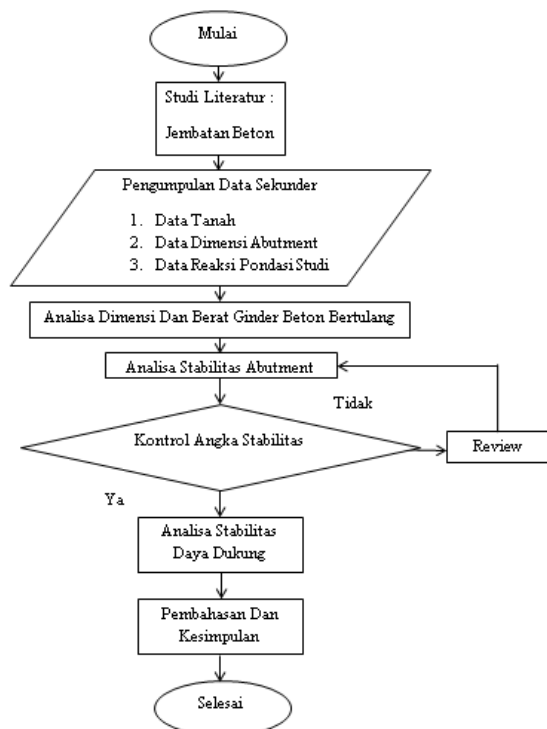 Mulai
Studi Literatur :
Jembatan Beton
Pengumpulan Data Sekunder
1. Data Tanah
2. Data Dimensi Abutment
3. Data Reaksi Pondasi Studi
Analisa Dimensi Dan Berat Ginder Beton Bertulang
Analisa Stabilitas Abutment
Tidak
Kontrol Angka Stabilitas
Review
Ya
Analisa Stabilitas
Daya Dukung
Pembahasan Dan
Kesimpulan
Selesai